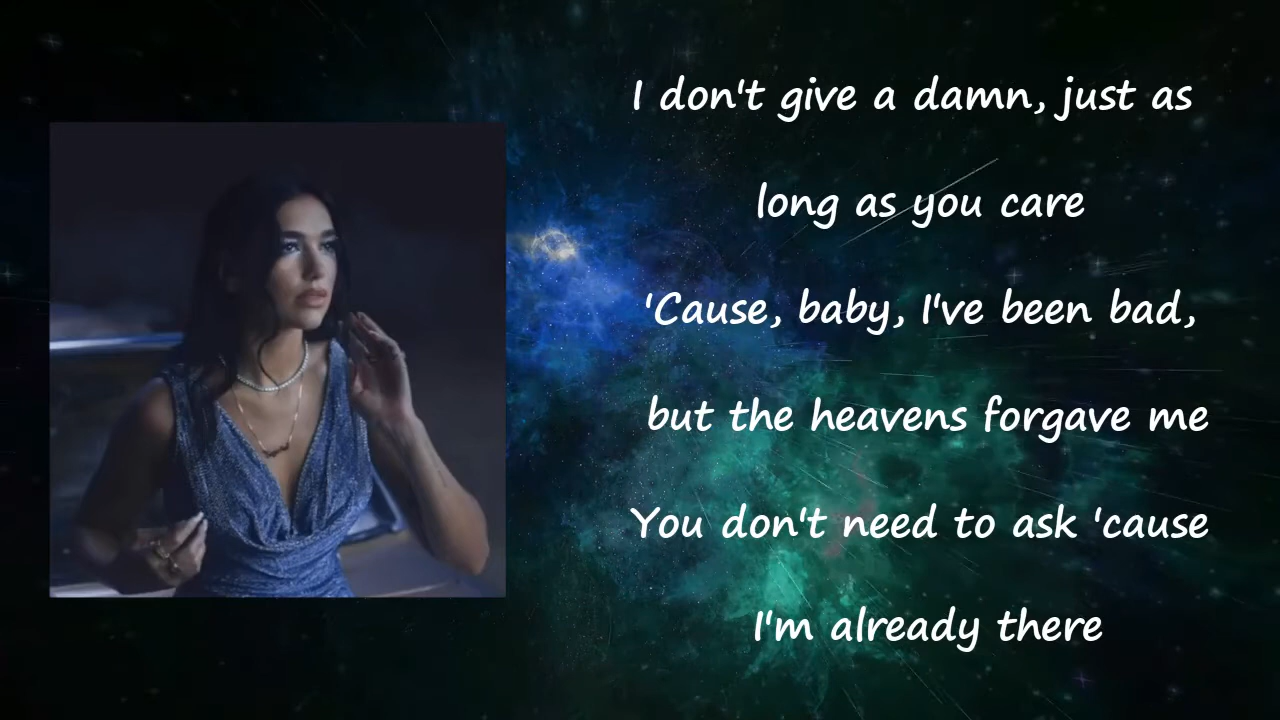 I don't give a damn, just as
long as you care
'Cause, baby, I've been bad,
but the heavens forgave me
You don't need to ask 'cause
I'm already there